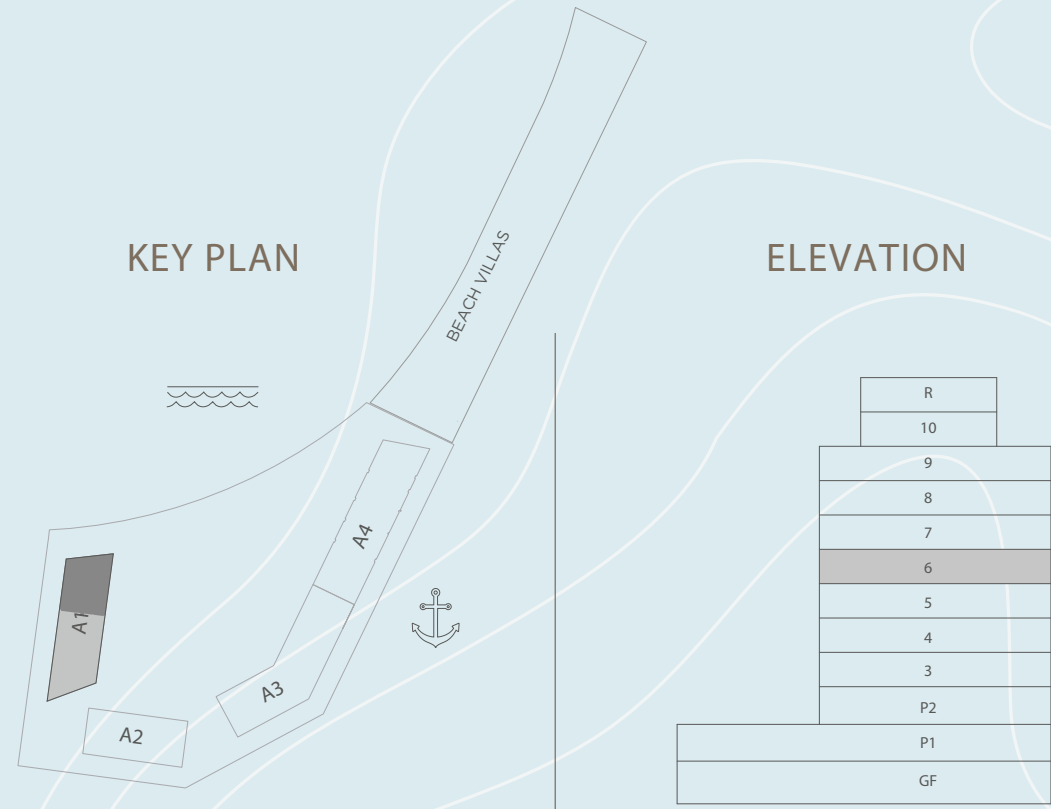 KEY PLAN
BEACH VILLAS
A4
A1
A3
A2
ELEVATION
R
10
9
8
7
6
5
4
3
P2
P1
GF